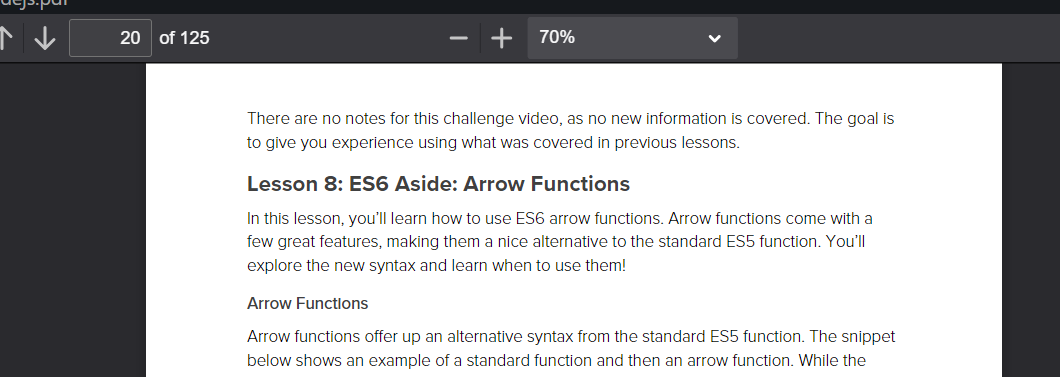 20 of 125
70%
There are no notes for this challenge video, as no new information is covered. The goal is
to give you experience using what was covered in previous lessons.
Lesson 8: ES6 Aside: Arrow Functions
In this lesson, you’ll learn how to use ES6 arrow functions. Arrow functions come with a
few great features, making them a nice alternative to the standard ES5 function. You’ll
explore the new syntax and learn when to use them!
Arrow Functions
Arrow functions offer up an alternative syntax from the standard ES5 function. The snippet
below shows an example of a standard function and then an arrow function. While the